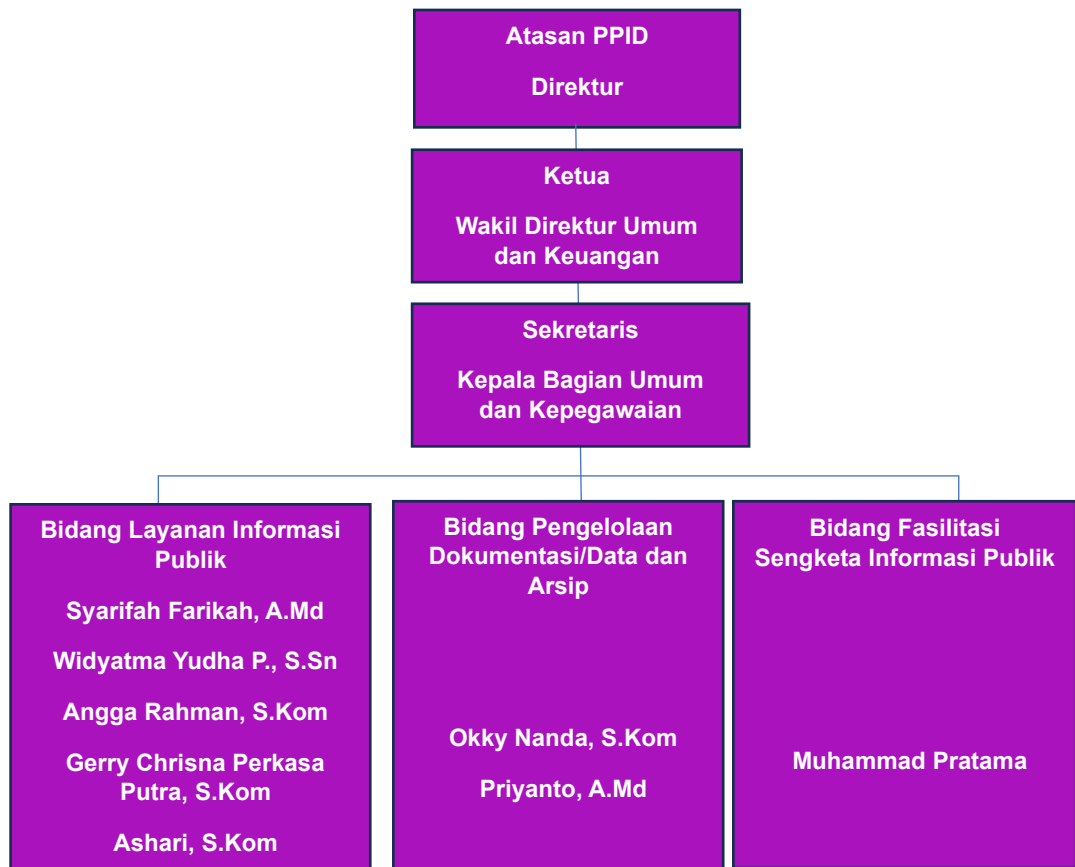 Atasan PPID
Direktur
Ketua
Wakil Direktur Umum
dan Keuangan
Sekretaris
Kepala Bagian Umum
dan Kepegawaian
Bidang Layanan Informasi
Publik
Syarifah Farikah, A.Md
Widyatma Yudha P., S.Sn
Angga Rahman, S.Kom
Gerry Chrisna Perkasa
Putra, S.Kom
Ashari, S.Kom
Bidang Pengelolaan
Dokumentasi/Data dan
Arsip
Okky Nanda, S.Kom
Priyanto, A.Md
Bidang Fasilitasi
Sengketa Informasi Publik
Muhammad Pratama